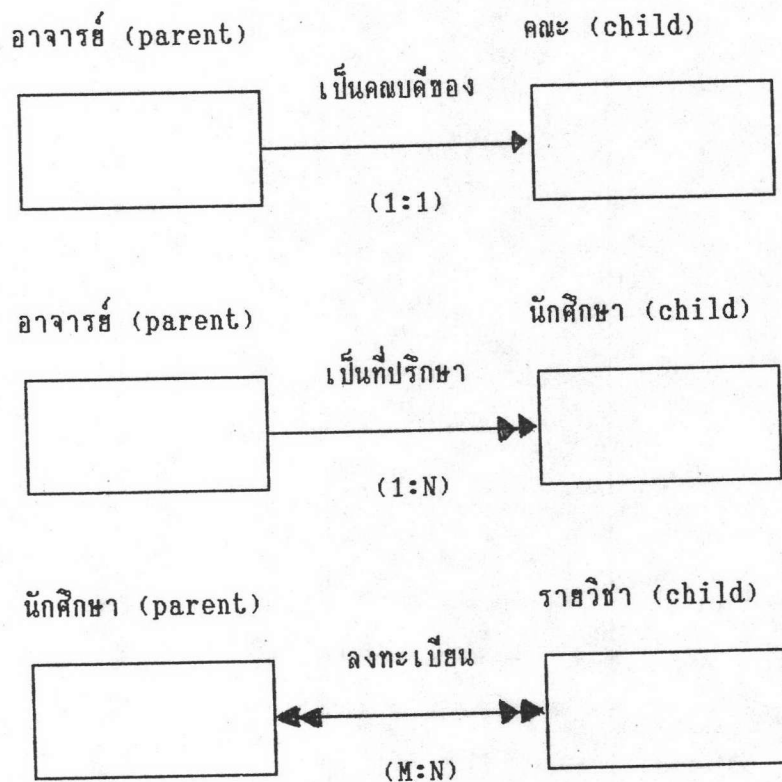 อาจารย์ (parent)
คณะ (child)
เป็นคณบดีของ
(1:1)
อาจารย์ (parent)
นักศึกษา (child)
เป็นที่ปรึกษา
(1:N)
นักศึกษา (parent)
รายวิชา (child)
ลงทะเบียน
(M:N)